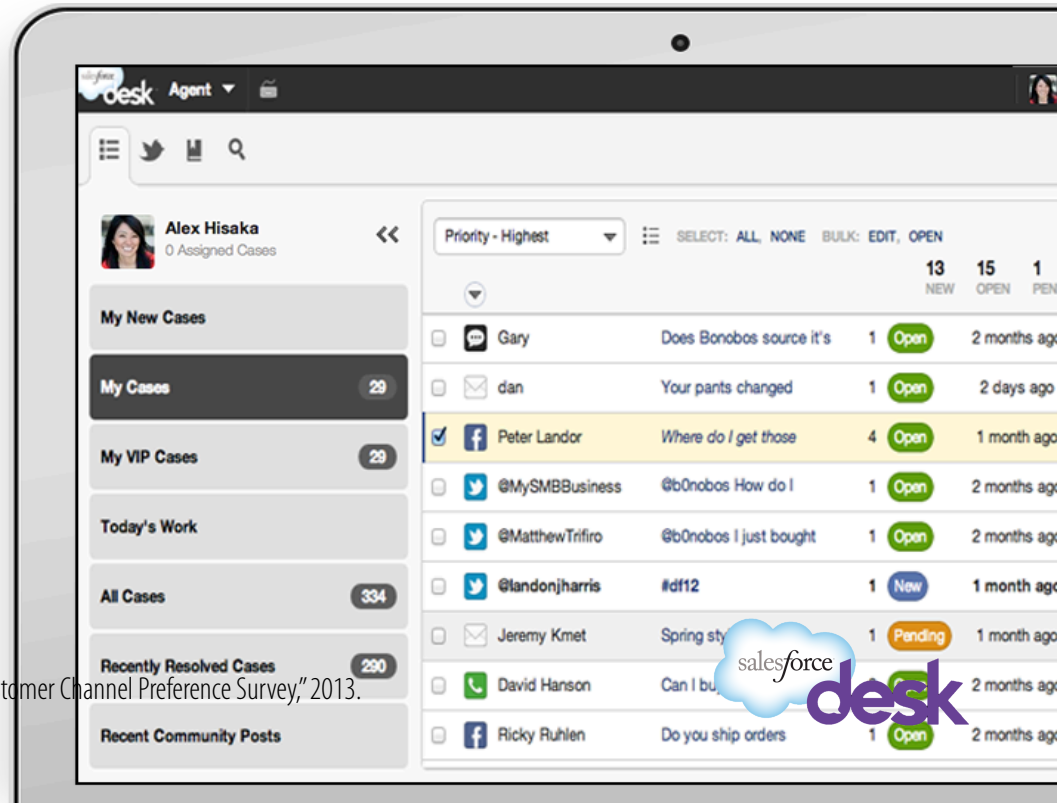 salesforce
desk Agent
Alex Hisaka
0 Assigned Cases
My New Cases
My Cases 29
My VIP Cases 29
Today's Work
All Cases 334
Recently Resolved Cases 290
Recent Community Posts
Priority - Highest SELECT: ALL, NONE BULK: EDIT, OPEN
13 15 1
NEW OPEN PEN
Gary Does Bonobos source it's 1 Open 2 months ago
dan Your pants changed 1 Open 2 days ago
Peter Landor Where do I get those 4 Open 1 month ago
@MySMBBusiness @b0nobos How do I 1 Open 2 months ago
@MatthewTrifiro @b0nobos I just bought 1 Open 2 months ago
@landonjharris #df12 1 New 1 month ago
Jeremy Kmet Spring sty 1 Pending 1 month ago
David Hanson Can I bu 2 months ago
Ricky Ruhlen Do you ship orders 1 Open 2 months ago
tomer Channel Preference Survey,” 2013.
salesforce
desk